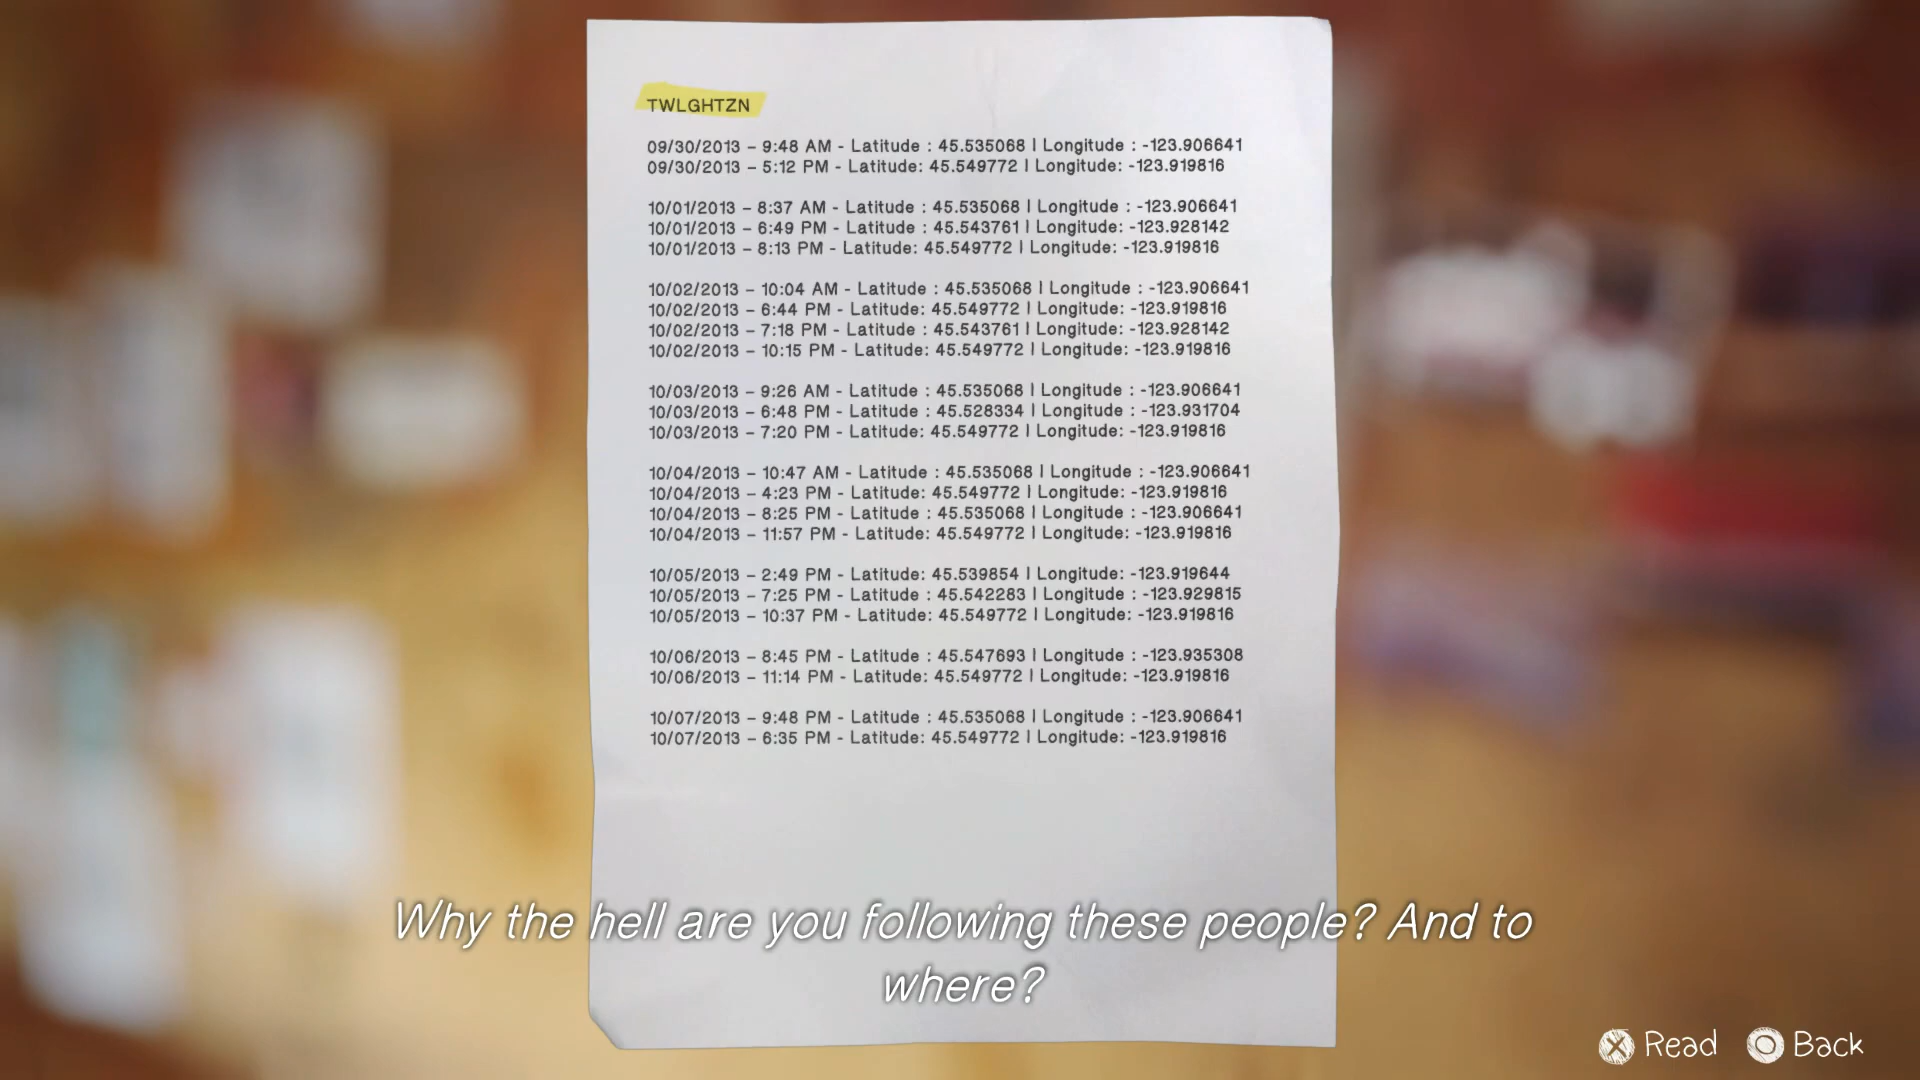 TWLGHTZN
09/30/2013 – 9:48 AM - Latitude : 45.535068 | Longitude : -123.906641
09/30/2013 – 5:12 PM - Latitude: 45.549772 | Longitude: -123.919816
10/01/2013 – 8:37 AM - Latitude : 45.535068 | Longitude : -123.906641
10/01/2013 – 6:49 PM - Latitude : 45.543761 | Longitude: -123.928142
10/01/2013 – 8:13 PM - Latitude: 45.549772 | Longitude: -123.919816
10/02/2013 – 10:04 AM - Latitude : 45.535068 | Longitude : -123.906641
10/02/2013 – 6:44 PM - Latitude: 45.549772 | Longitude: -123.919816
10/02/2013 – 7:18 PM - Latitude : 45.543761 | Longitude: -123.928142
10/02/2013 – 10:15 PM - Latitude: 45.549772 | Longitude: -123.919816
10/03/2013 – 9:26 AM - Latitude : 45.535068 | Longitude : -123.906641
10/03/2013 – 6:48 PM - Latitude : 45.528334 | Longitude : -123.931704
10/03/2013 – 7:20 PM - Latitude: 45.549772 | Longitude: -123.919816
10/04/2013 – 10:47 AM - Latitude : 45.535068 | Longitude : -123.906641
10/04/2013 – 4:23 PM - Latitude: 45.549772 | Longitude: -123.919816
10/04/2013 – 8:25 PM - Latitude : 45.535068 | Longitude : -123.906641
10/04/2013 – 11:57 PM - Latitude: 45.549772 | Longitude: -123.919816
10/05/2013 – 2:49 PM - Latitude: 45.539854 | Longitude: -123.919644
10/05/2013 – 7:25 PM - Latitude: 45.542283 | Longitude : -123.929815
10/05/2013 – 10:37 PM - Latitude: 45.549772 | Longitude: -123.919816
10/06/2013 – 8:45 PM - Latitude : 45.547693 | Longitude : -123.935308
10/06/2013 – 11:14 PM - Latitude: 45.549772 | Longitude: -123.919816
10/07/2013 – 9:48 PM - Latitude : 45.535068 | Longitude : -123.906641
10/07/2013 – 6:35 PM - Latitude: 45.549772 | Longitude: -123.919816
Why the hell are you following these people? And to
where?
Read Back